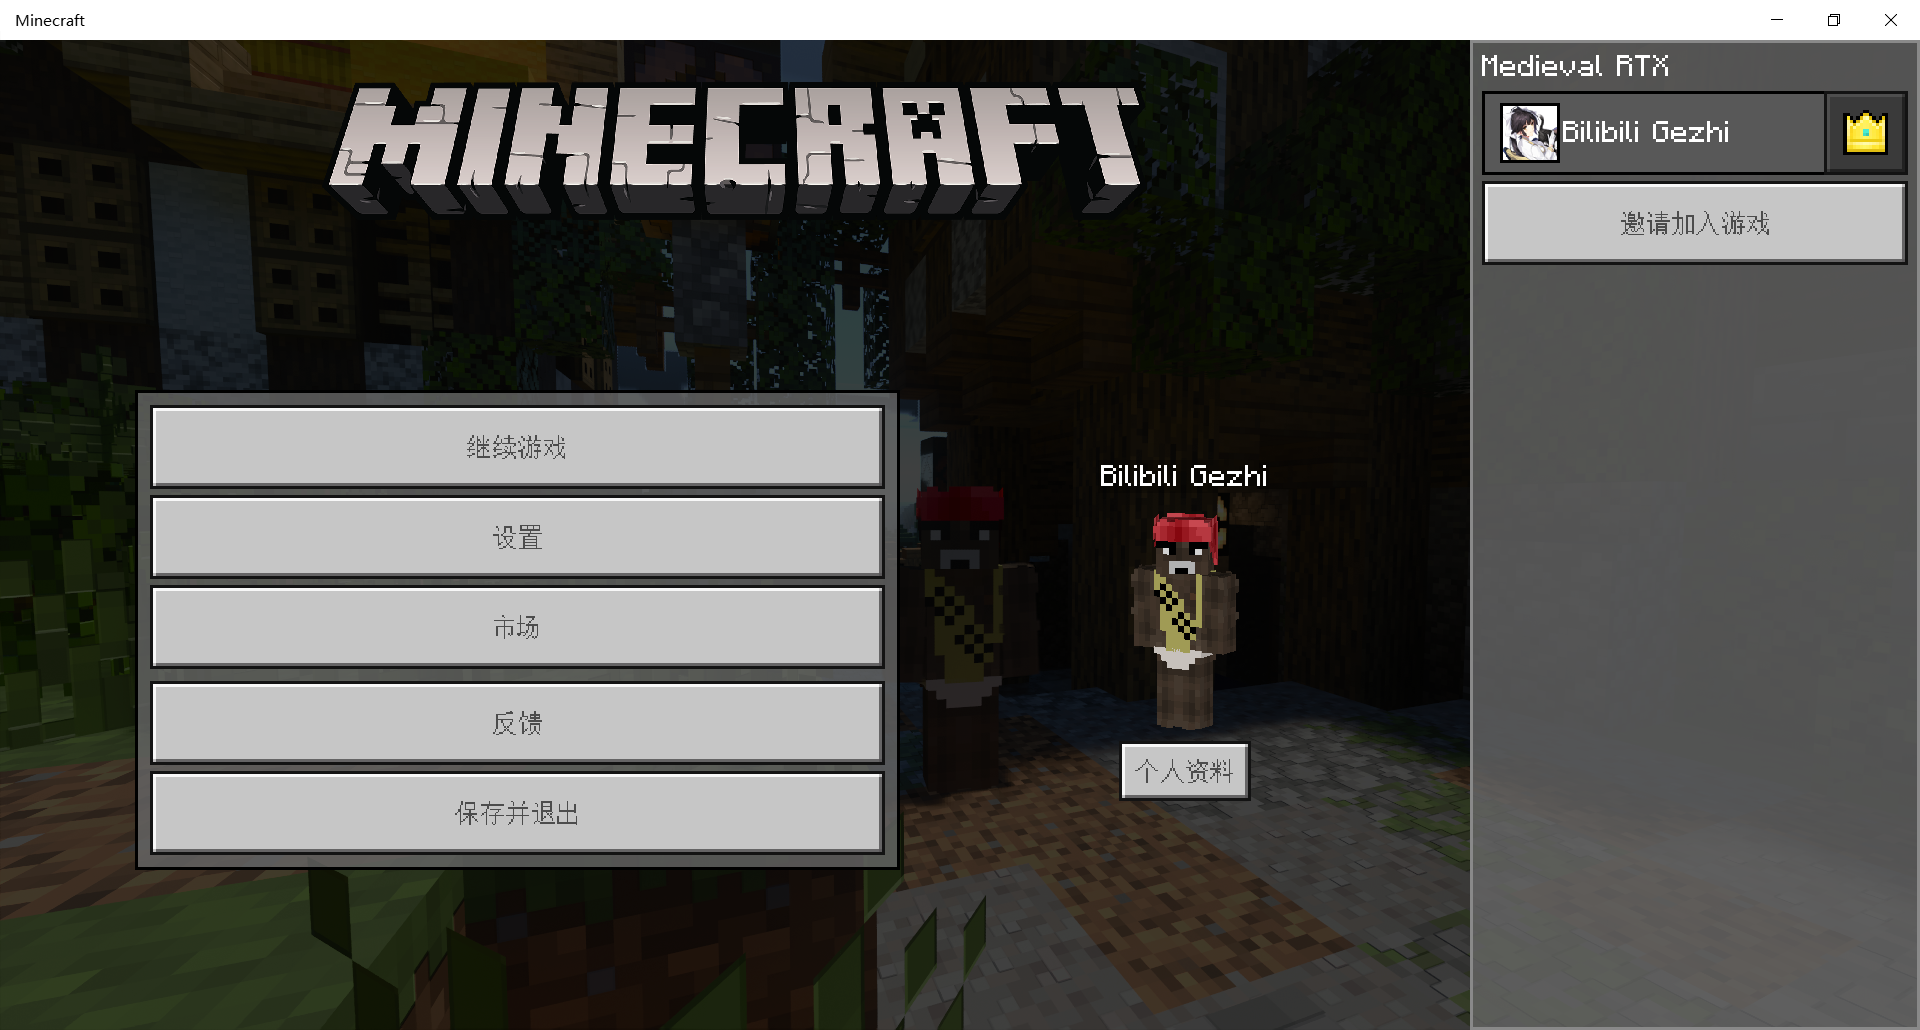 Minecraft
MINECRAFT
Medieval RTX
Bilibili Gezhi
邀请加入游戏
继续游戏
设置
市场
反馈
保存并退出
Bilibili Gezhi
个人资料